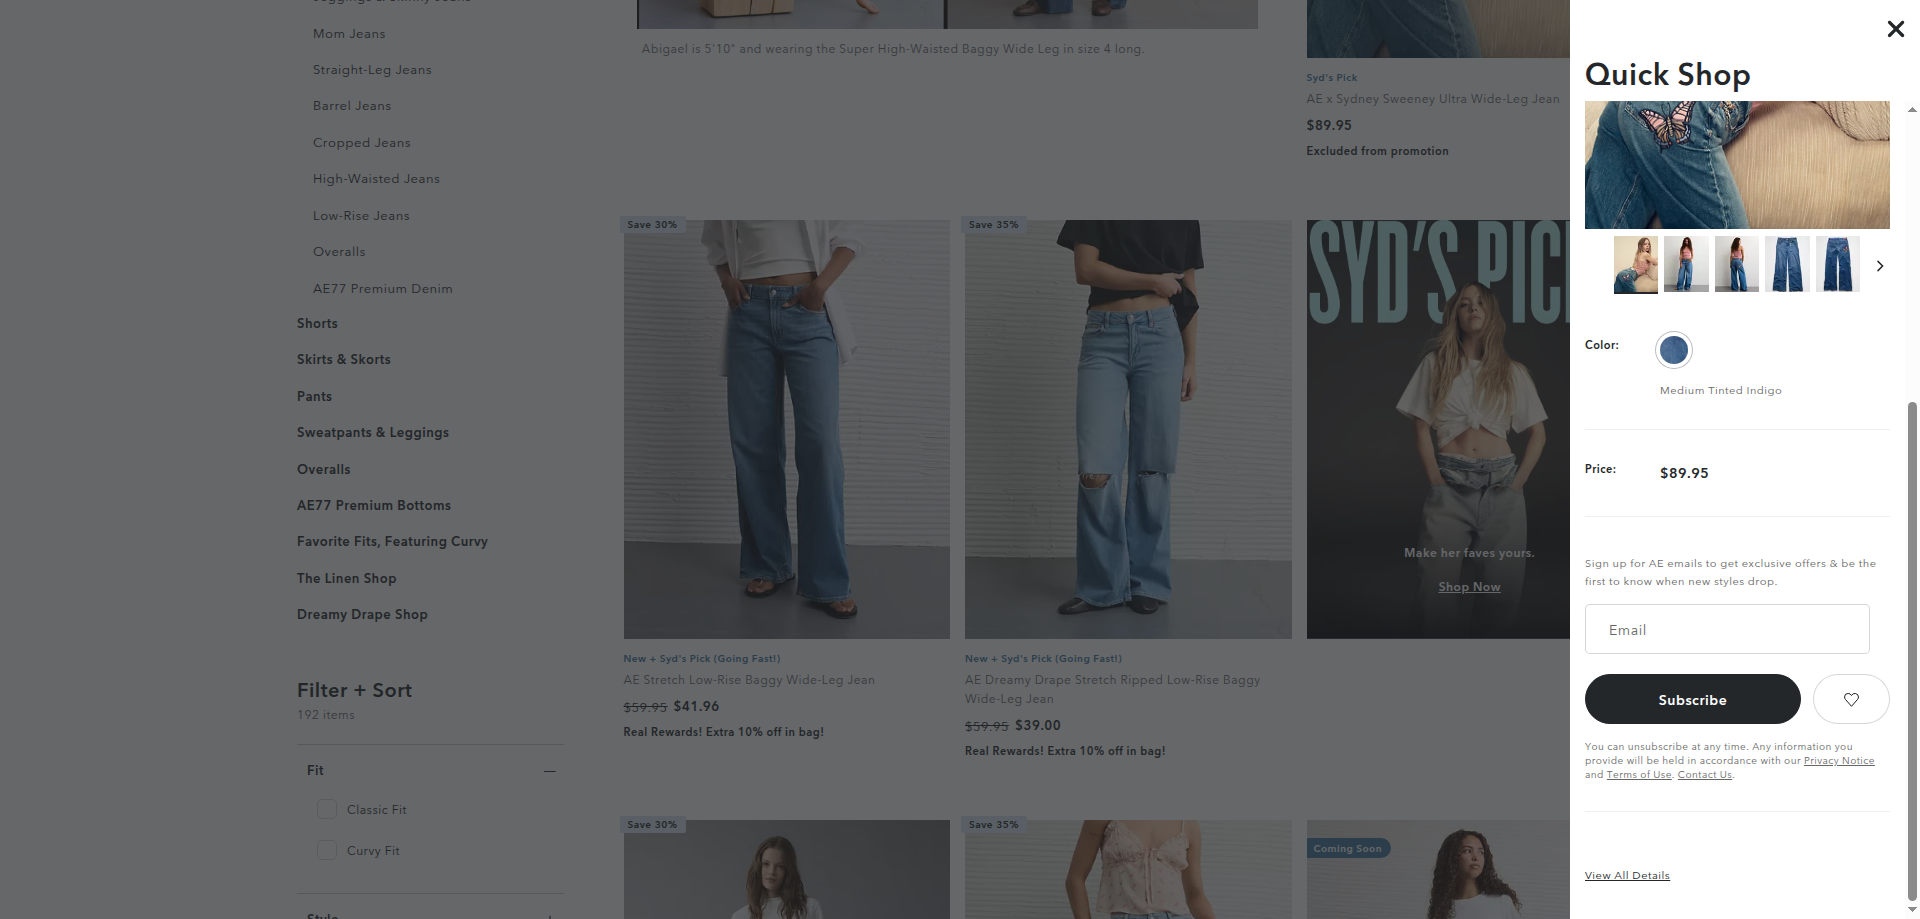 Jeggings & Skinny Jeans
Mom Jeans
Straight-Leg Jeans
Barrel Jeans
Cropped Jeans
High-Waisted Jeans
Low-Rise Jeans
Overalls
AE77 Premium Denim
Shorts
Skirts & Skorts
Pants
Sweatpants & Leggings
Overalls
AE77 Premium Bottoms
Favorite Fits, Featuring Curvy
The Linen Shop
Dreamy Drape Shop
Filter + Sort
192 items
Fit
Classic Fit
Curvy Fit
Style
Abigael is 5'10" and wearing the Super High-Waisted Baggy Wide Leg in size 4 long.
Syd's Pick
AE x Sydney Sweeney Ultra Wide-Leg Jean
$89.95
Excluded from promotion
Save 30%
New + Syd's Pick (Going Fast!)
AE Stretch Low-Rise Baggy Wide-Leg Jean
$59.95 $41.96
Real Rewards! Extra 10% off in bag!
Save 35%
New + Syd's Pick (Going Fast!)
AE Dreamy Drape Stretch Ripped Low-Rise Baggy
Wide-Leg Jean
$59.95 $39.00
Real Rewards! Extra 10% off in bag!
SYD'S PIC
Make her faves yours.
Shop Now
Save 30%
Save 35%
Coming Soon
Quick Shop
Color:
Medium Tinted Indigo
Price:
$89.95
Sign up for AE emails to get exclusive offers & be the
first to know when new styles drop.
Email
Subscribe
You can unsubscribe at any time. Any information you
provide will be held in accordance with our Privacy Notice
and Terms of Use. Contact Us.
View All Details